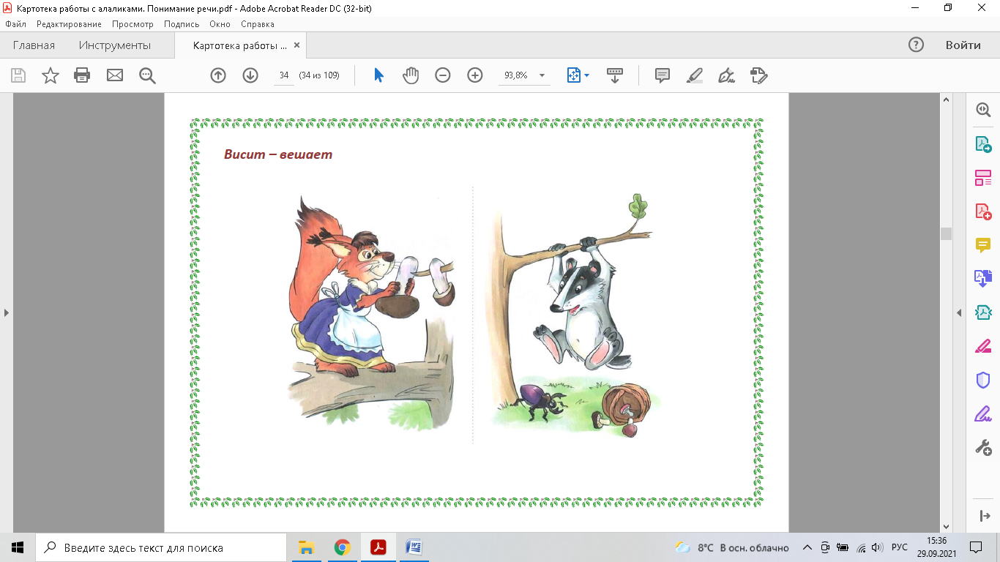 Картотека работы с алаликами. Понимание речи.pdf - Adobe Acrobat Reader DC (32-bit)
Файл Редактирование Просмотр Подпись Окно Справка
Главная Инструменты Картотека работы ... × Войти
34 (34 из 109) 93,8%
Висит – вешает
Введите здесь текст для поиска 8°C В осн. облачно РУС 15:36
29.09.2021